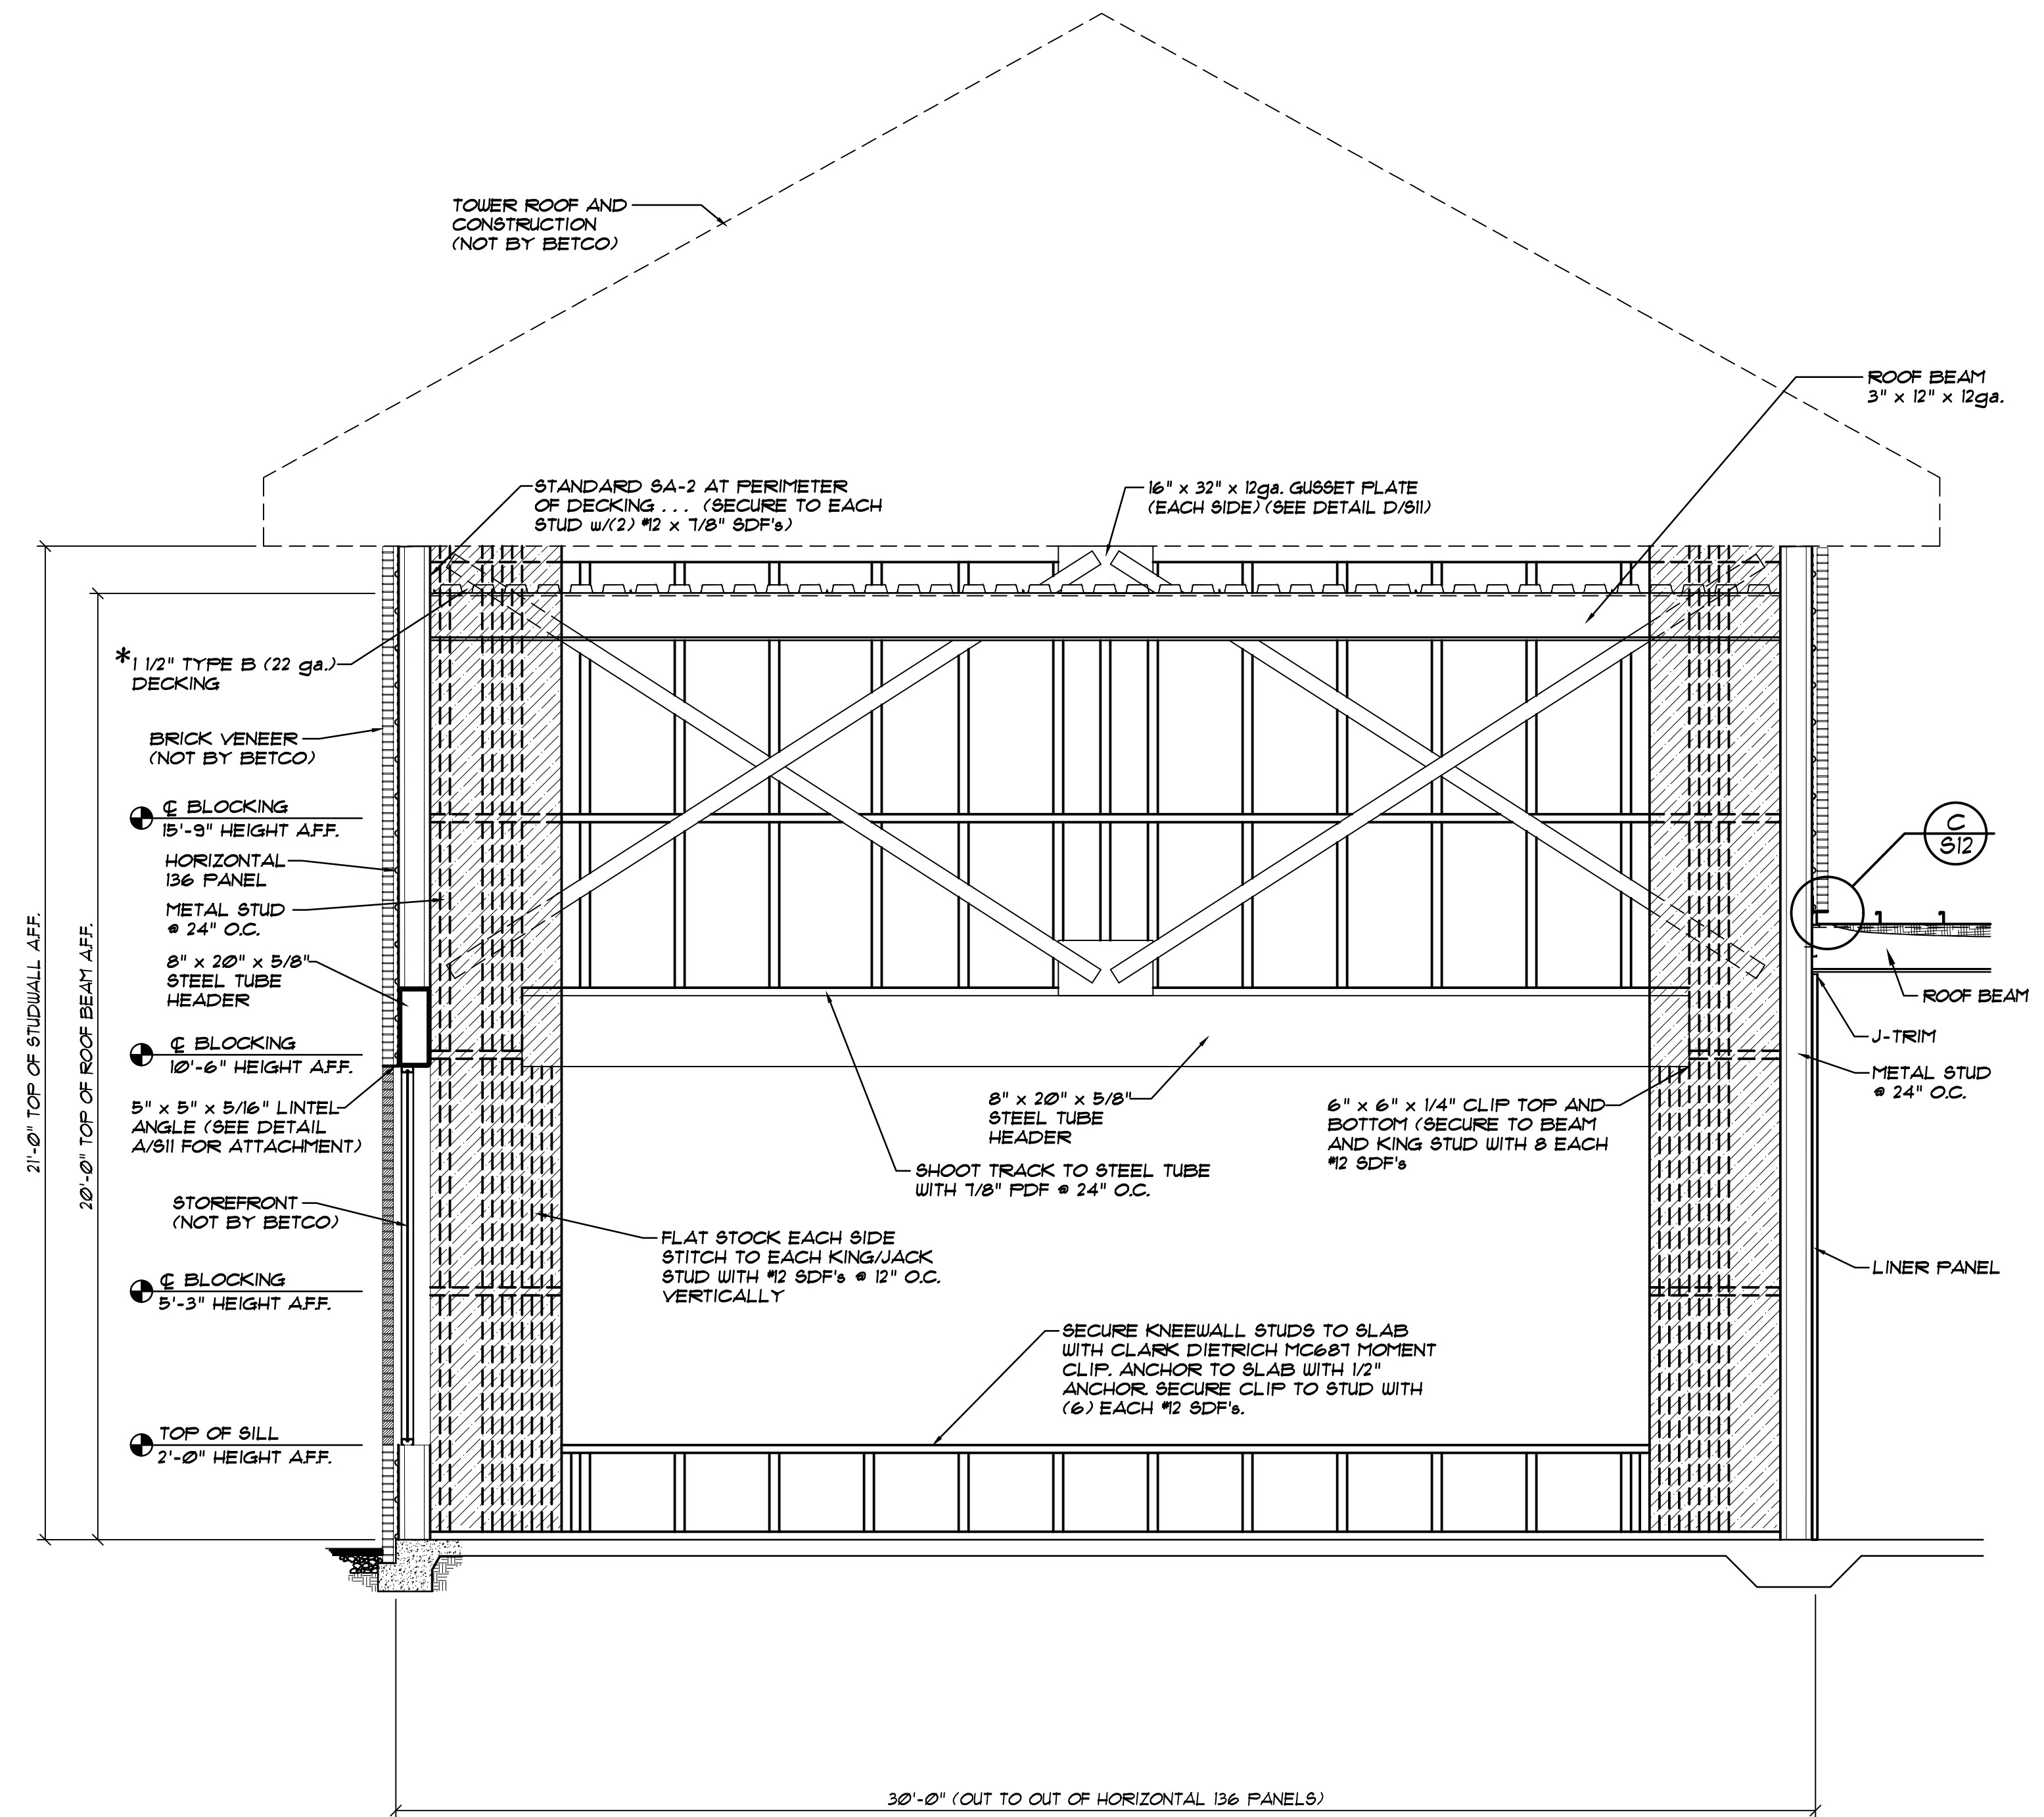 TOWER ROOF AND
CONSTRUCTION
(NOT BY BETCO)
ROOF BEAM
3" x 12" x 12ga.
STANDARD SA-2 AT PERIMETER
OF DECKING . . . (SECURE TO EACH
STUD w/(2) #12 x 7/8" SDF's)
16" x 32" x 12ga. GUSSET PLATE
(EACH SIDE) (SEE DETAIL D/S11)
*1 1/2" TYPE B (22 ga.)
DECKING
BRICK VENEER
(NOT BY BETCO)
℄ BLOCKING
15'-9" HEIGHT A.F.F.
HORIZONTAL
136 PANEL
METAL STUD
@ 24" O.C.
8" x 20" x 5/8"
STEEL TUBE
HEADER
℄ BLOCKING
10'-6" HEIGHT A.F.F.
5" x 5" x 5/16" LINTEL
ANGLE (SEE DETAIL
A/S11 FOR ATTACHMENT)
STOREFRONT
(NOT BY BETCO)
℄ BLOCKING
5'-3" HEIGHT A.F.F.
TOP OF SILL
2'-0" HEIGHT A.F.F.
21'-0" TOP OF STUDWALL A.F.F.
20'-0" TOP OF ROOF BEAM A.F.F.
C
S12
ROOF BEAM
J-TRIM
METAL STUD
@ 24" O.C.
LINER PANEL
8" x 20" x 5/8"
STEEL TUBE
HEADER
6" x 6" x 1/4" CLIP TOP AND
BOTTOM (SECURE TO BEAM
AND KING STUD WITH 8 EACH
#12 SDF's
SHOOT TRACK TO STEEL TUBE
WITH 7/8" PDF @ 24" O.C.
FLAT STOCK EACH SIDE
STITCH TO EACH KING/JACK
STUD WITH #12 SDF's @ 12" O.C.
VERTICALLY
SECURE KNEEWALL STUDS TO SLAB
WITH CLARK DIETRICH MC687 MOMENT
CLIP. ANCHOR TO SLAB WITH 1/2"
ANCHOR. SECURE CLIP TO STUD WITH
(6) EACH #12 SDF's.
30'-0" (OUT TO OUT OF HORIZONTAL 136 PANELS)